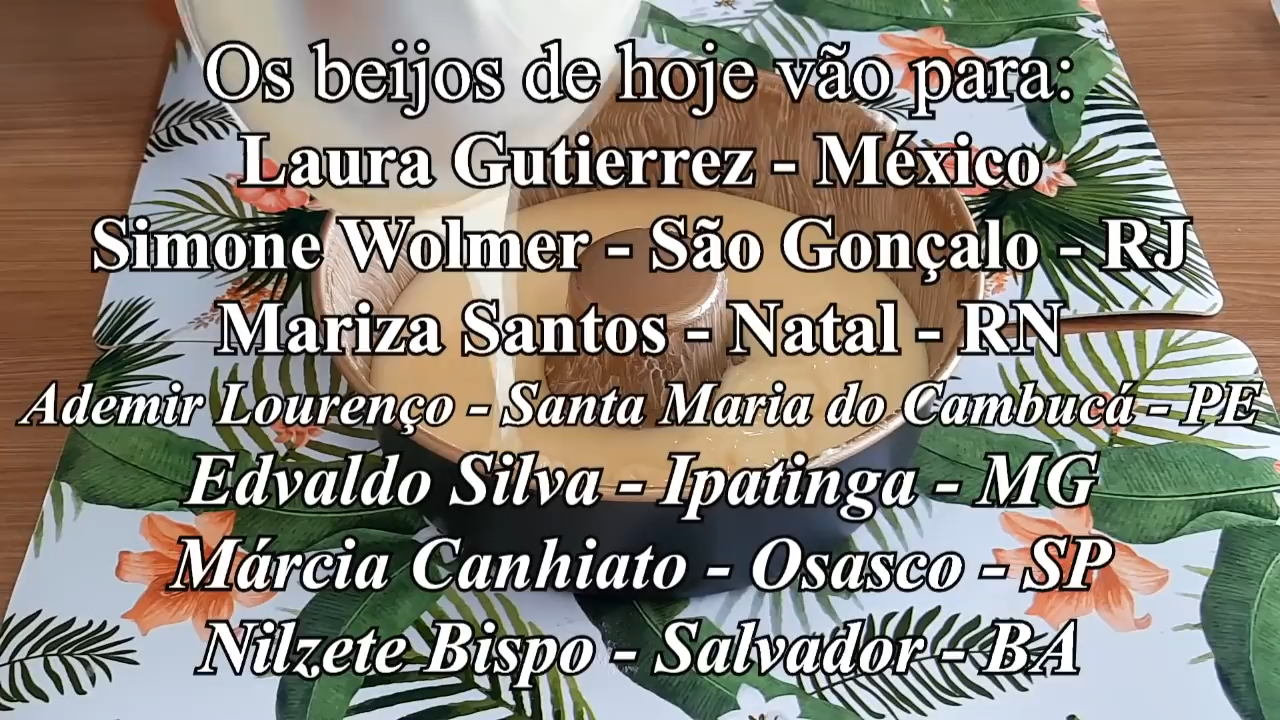 Os beijos de hoje vão para:
Laura Gutierrez - México
Simone Wolmer - São Gonçalo - RJ
Mariza Santos - Natal - RN
Ademir Lourenço - Santa Maria do Cambucá - PE
Edvaldo Silva - Ipatinga - MG
Márcia Canhiato - Osasco - SP
Nilzete Bispo - Salvador - BA